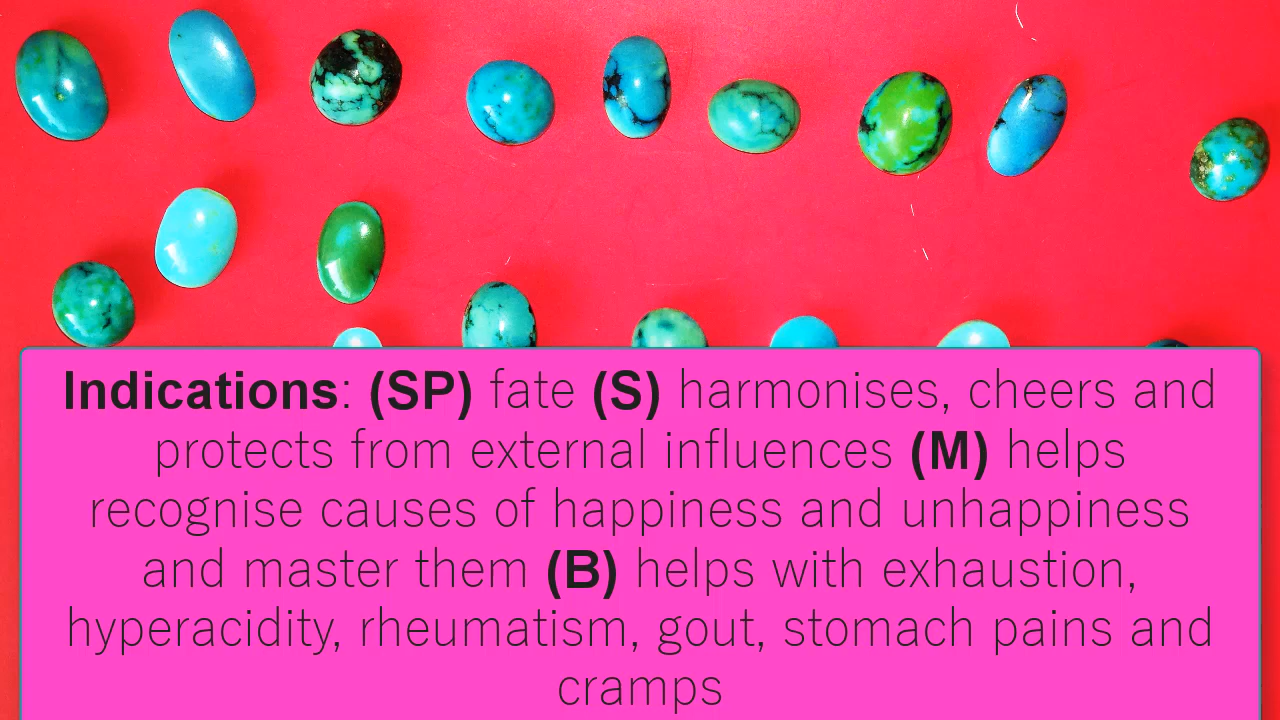 Indications: (SP) fate (S) harmonises, cheers and
protects from external influences (M) helps
recognise causes of happiness and unhappiness
and master them (B) helps with exhaustion,
hyperacidity, rheumatism, gout, stomach pains and
cramps